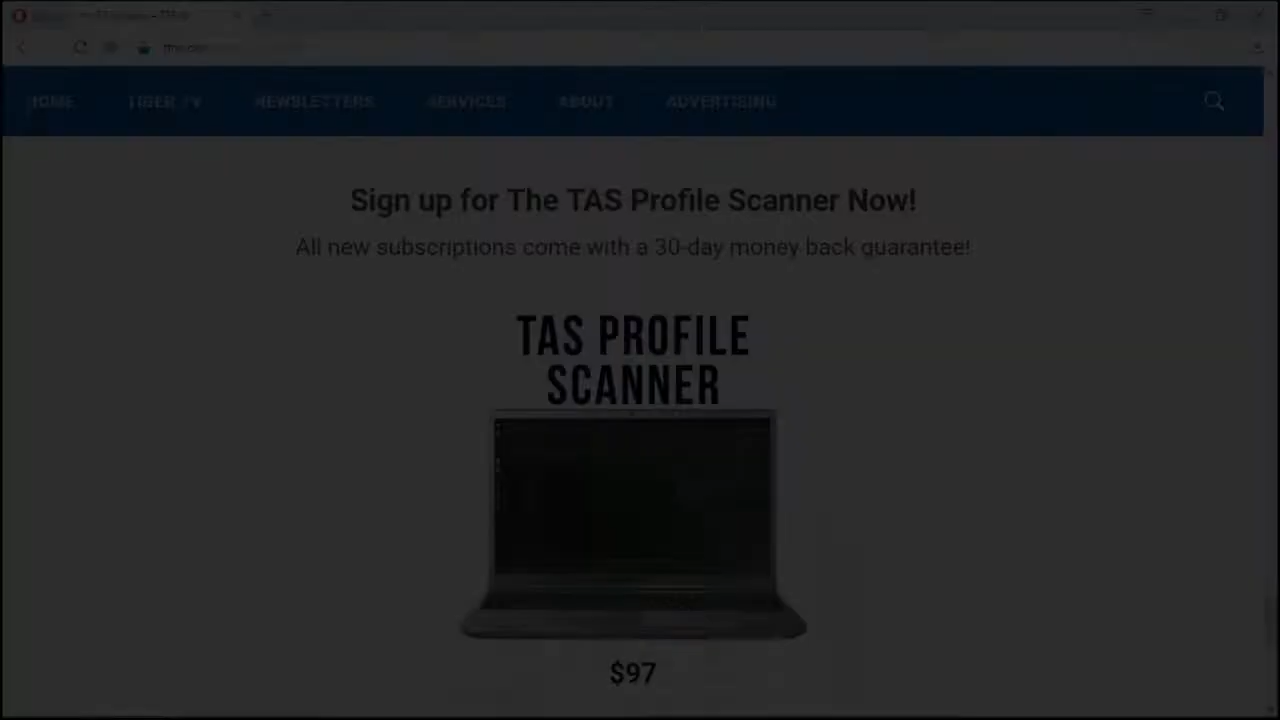 HOME TIGER TV NEWSLETTERS SERVICES ABOUT ADVERTISING
Sign up for The TAS Profile Scanner Now!
All new subscriptions come with a 30-day money back guarantee!
TAS PROFILE
SCANNER
$97